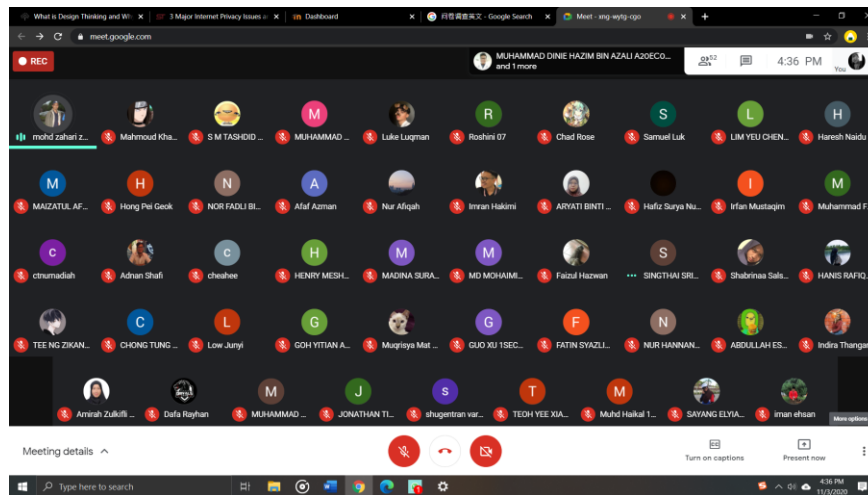 What is Design Thinking and Wh
3 Major Internet Privacy Issues a
Dashboard
问卷调查英文 - Google Search
Meet - xng-wytg-cgo
meet.google.com
REC
MUHAMMAD DINIE HAZIM BIN AZALI A20EC0...
and 1 more
52
4:36 PM
You
M
R
S
L
H
mohd zahari z...
Mahmoud Kha...
S M TASHDID ...
MUHAMMAD ...
Luke Luqman
Roshini 07
Chad Rose
Samuel Luk
LIM YEU CHEN...
Haresh Naidu
M
H
N
A
I
M
MAIZATUL AF...
Hong Pei Geok
NOR FADLI BI...
Afaf Azman
Nur Afiqah
Imran Hakimi
ARYATI BINTI ...
Hafiz Surya Nu...
Irfan Mustaqim
Muhammad F.
c
c
H
M
M
S
ctnumadiah
Adnan Shafi
cheahee
HENRY MESH...
MADINA SURA...
MD MOHAIMI...
Faizul Hazwan
SINGTHAI SRI...
Shabrinaa Sals...
HANIS RAFIQ.
C
L
G
G
F
N
TEE NG ZIKAN...
CHONG TUNG ...
Low Junyi
GOH YITIAN A...
Muqrisya Mat ...
GUO XU 1SEC...
FATIN SYAZLI...
NUR HANNAN...
ABDULLAH ES...
Indira Thangar
M
J
s
T
M
Amirah Zulkifli ...
Dafa Rayhan
MUHAMMAD ...
JONATHAN TI...
shugentran var...
TEOH YEE XIA...
Muhd Haikal 1...
SAYANG ELYIA...
iman ehsan
More options
Meeting details
Turn on captions
Present now
Type here to search
4:36 PM
11/3/2020